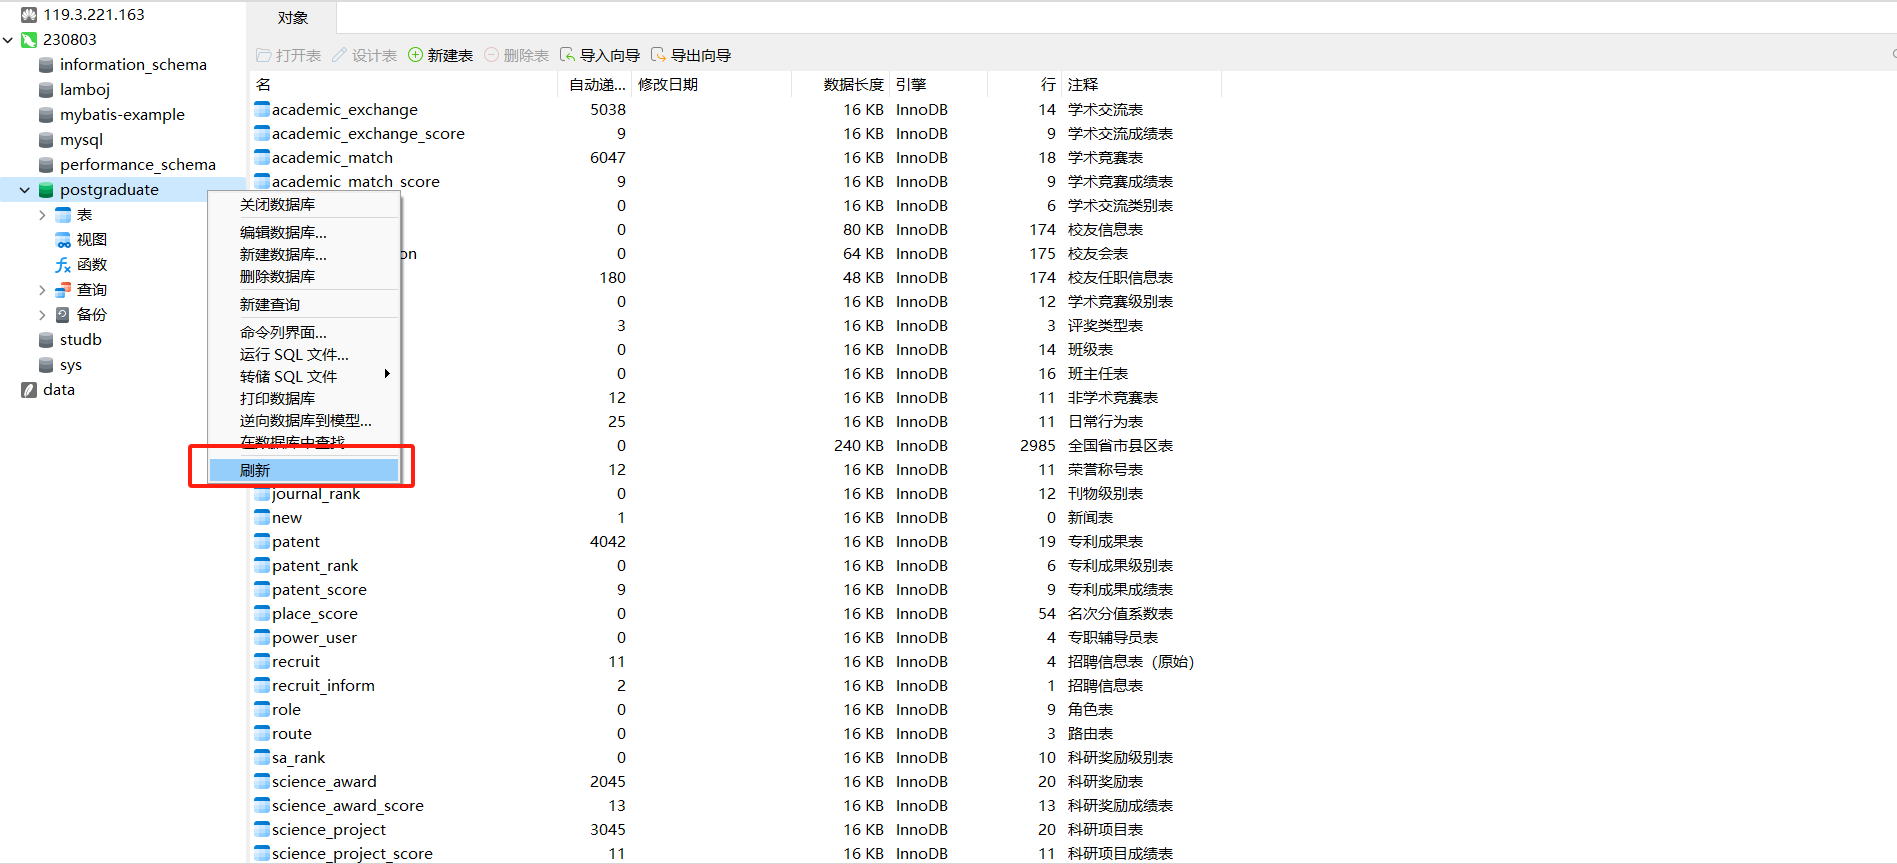 119.3.221.163
230803
information_schema
lamboj
mybatis-example
mysql
performance_schema
postgraduate
表
视图
函数
查询
备份
studb
sys
data
对象
打开表 设计表 新建表 删除表 导入向导 导出向导
名 自动递... 修改日期 数据长度 引擎 行 注释
academic_exchange 5038 16 KB InnoDB 14 学术交流表
academic_exchange_score 9 16 KB InnoDB 9 学术交流成绩表
academic_match 6047 16 KB InnoDB 18 学术竞赛表
academic_match_score 9 16 KB InnoDB 9 学术竞赛成绩表
0 16 KB InnoDB 6 学术交流类别表
0 80 KB InnoDB 174 校友信息表
on 0 64 KB InnoDB 175 校友会表
180 48 KB InnoDB 174 校友任职信息表
0 16 KB InnoDB 12 学术竞赛级别表
3 16 KB InnoDB 3 评奖类型表
0 16 KB InnoDB 14 班级表
0 16 KB InnoDB 16 班主任表
12 16 KB InnoDB 11 非学术竞赛表
25 16 KB InnoDB 11 日常行为表
0 240 KB InnoDB 2985 全国省市县区表
12 16 KB InnoDB 11 荣誉称号表
journal_rank 0 16 KB InnoDB 12 刊物级别表
new 1 16 KB InnoDB 0 新闻表
patent 4042 16 KB InnoDB 19 专利成果表
patent_rank 0 16 KB InnoDB 6 专利成果级别表
patent_score 9 16 KB InnoDB 9 专利成果成绩表
place_score 0 16 KB InnoDB 54 名次分值系数表
power_user 0 16 KB InnoDB 4 专职辅导员表
recruit 11 16 KB InnoDB 4 招聘信息表（原始）
recruit_inform 2 16 KB InnoDB 1 招聘信息表
role 0 16 KB InnoDB 9 角色表
route 0 16 KB InnoDB 3 路由表
sa_rank 0 16 KB InnoDB 10 科研奖励级别表
science_award 2045 16 KB InnoDB 20 科研奖励表
science_award_score 13 16 KB InnoDB 13 科研奖励成绩表
science_project 3045 16 KB InnoDB 20 科研项目表
science_project_score 11 16 KB InnoDB 11 科研项目成绩表
关闭数据库
编辑数据库...
新建数据库...
删除数据库
新建查询
命令列界面...
运行 SQL 文件...
转储 SQL 文件
打印数据库
逆向数据库到模型...
在数据库中查找
刷新